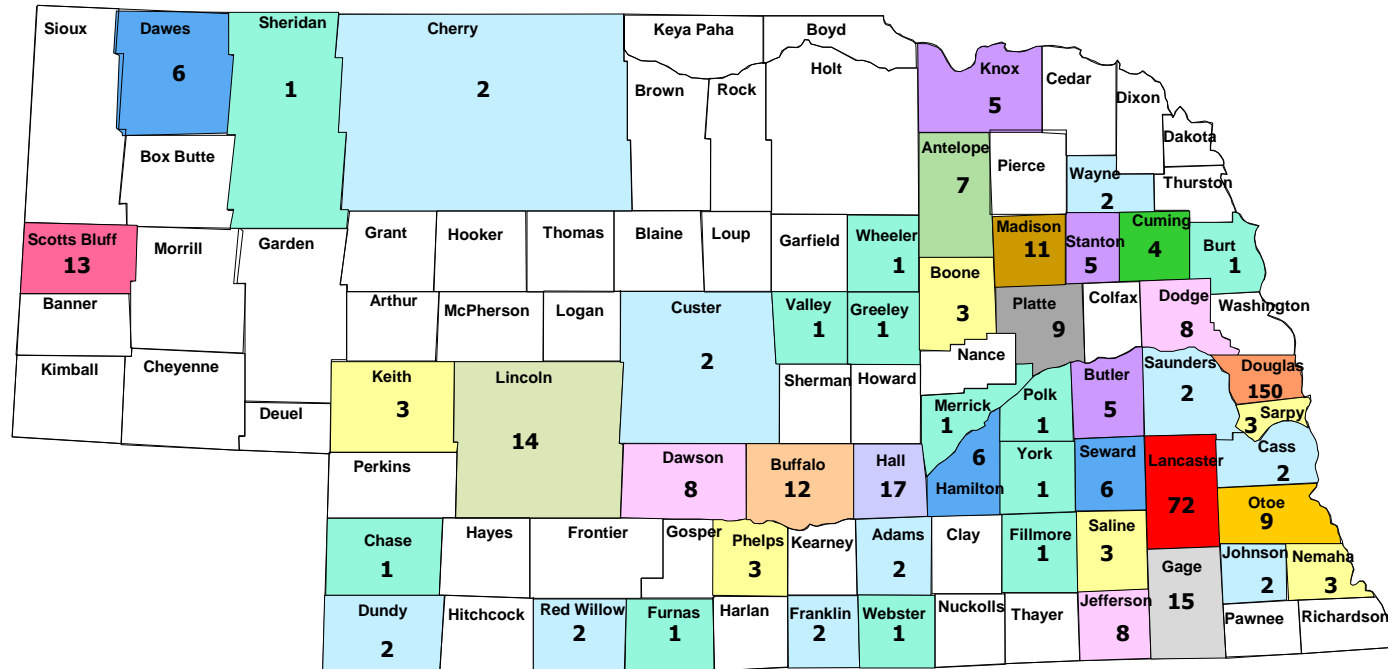 Sioux
Dawes
6
Sheridan
1
Cherry
2
Keya Paha
Boyd
Holt
Brown
Rock
Knox
5
Cedar
Dixon
Dakota
Box Butte
Antelope
7
Pierce
Wayne
2
Thurston
Scotts Bluff
13
Morrill
Garden
Grant
Hooker
Thomas
Blaine
Loup
Garfield
Wheeler
1
Boone
3
Madison
11
Stanton
5
Cuming
4
Burt
1
Banner
Arthur
McPherson
Logan
Custer
2
Valley
1
Greeley
1
Platte
9
Colfax
Dodge
8
Washington
Kimball
Cheyenne
Deuel
Keith
3
Lincoln
14
Sherman
Howard
Nance
Merrick
1
Polk
1
Butler
5
Saunders
2
Douglas
150
Sarpy
3
Perkins
Dawson
8
Buffalo
12
Hall
17
6
Hamilton
York
1
Seward
6
Lancaster
72
Cass
2
Otoe
9
Chase
1
Hayes
Frontier
Gosper
Phelps
3
Kearney
Adams
2
Clay
Fillmore
1
Saline
3
Gage
15
Johnson
2
Nemaha
3
Dundy
2
Hitchcock
Red Willow
2
Furnas
1
Harlan
Franklin
2
Webster
1
Nuckolls
Thayer
Jefferson
8
Pawnee
Richardson